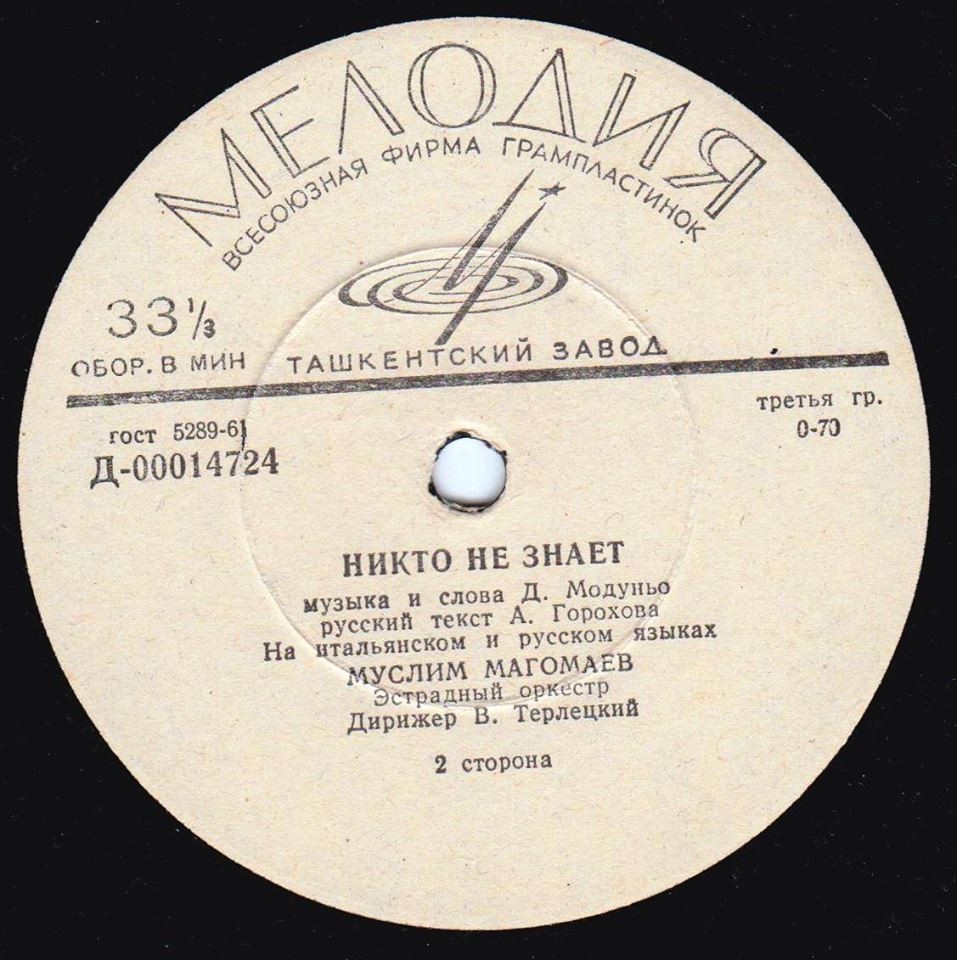 МЕЛОДИЯ
ВСЕСОЮЗНАЯ ФИРМА ГРАМПЛАСТИНОК
33⅓
ОБОР. В МИН
ТАШКЕНТСКИЙ ЗАВОД
гост 5289-61
Д-00014724
третья гр.
0-70
НИКТО НЕ ЗНАЕТ
музыка и слова Д. Модуньо
русский текст А. Горохова
На итальянском и русском языках
МУСЛИМ МАГОМАЕВ
Эстрадный оркестр
Дирижер В. Терлецкий
2 сторона